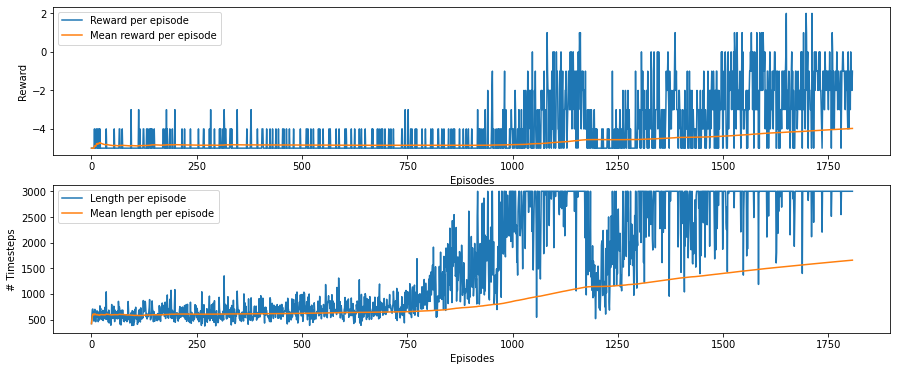 Reward per episode
Mean reward per episode
2
0
−2
−4
Reward
0 250 500 750 1000 1250 1500 1750
Episodes
Length per episode
Mean length per episode
3000
2500
2000
1500
1000
500
# Timesteps
0 250 500 750 1000 1250 1500 1750
Episodes